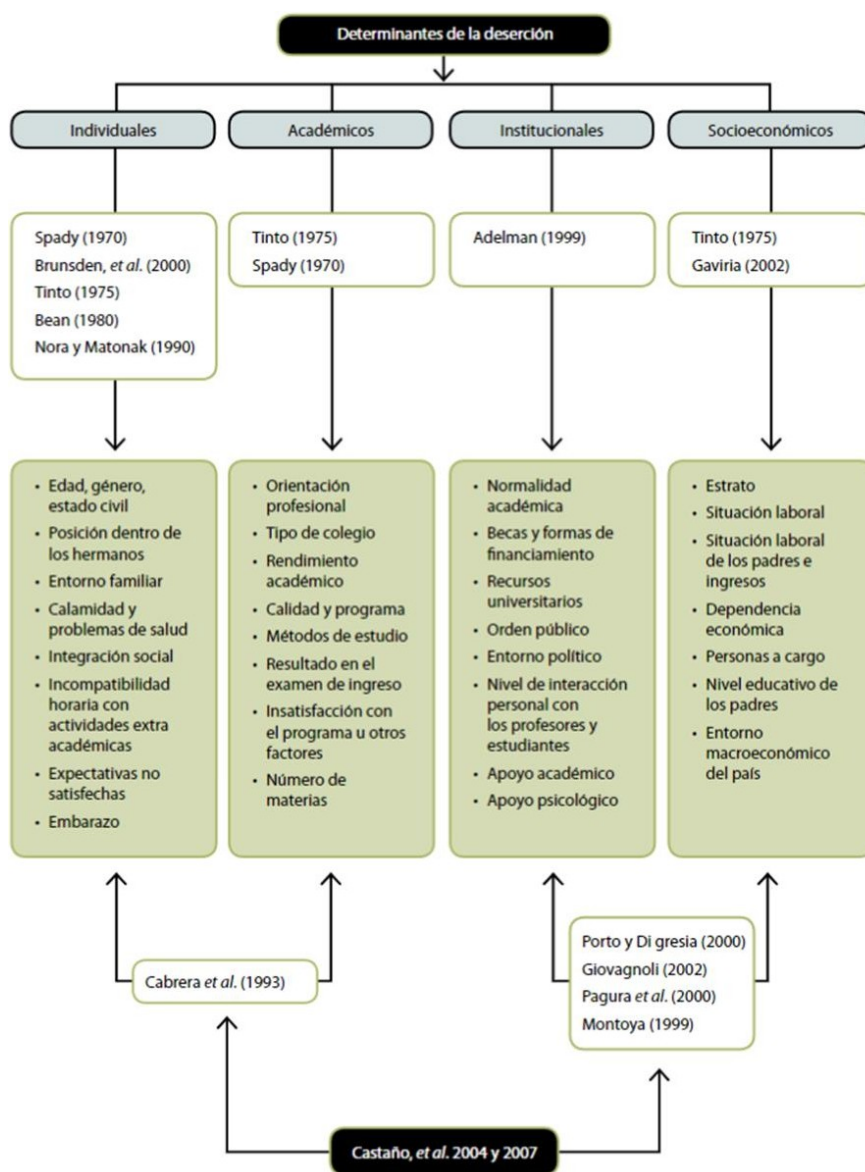 Determinantes de la deserción
Individuales
Académicos
Institucionales
Socioeconómicos
Spady (1970)
Brunsden, et al. (2000)
Tinto (1975)
Bean (1980)
Nora y Matonak (1990)
Tinto (1975)
Spady (1970)
Adelman (1999)
Tinto (1975)
Gaviria (2002)
• Edad, género,
estado civil
• Posición dentro de
los hermanos
• Entorno familiar
• Calamidad y
problemas de salud
• Integración social
• Incompatibilidad
horaria con
actividades extra
académicas
• Expectativas no
satisfechas
• Embarazo
• Orientación
profesional
• Tipo de colegio
• Rendimiento
académico
• Calidad y programa
• Métodos de estudio
• Resultado en el
examen de ingreso
• Insatisfacción con
el programa u otros
factores
• Número de
materias
• Normalidad
académica
• Becas y formas de
financiamiento
• Recursos
universitarios
• Orden público
• Entorno político
• Nivel de interacción
personal con
los profesores y
estudiantes
• Apoyo académico
• Apoyo psicológico
• Estrato
• Situación laboral
• Situación laboral
de los padres e
ingresos
• Dependencia
económica
• Personas a cargo
• Nivel educativo de
los padres
• Entorno
macroeconómico
del país
Cabrera et al. (1993)
Porto y Di gresia (2000)
Giovagnoli (2002)
Pagura et al. (2000)
Montoya (1999)
Castaño, et al. 2004 y 2007